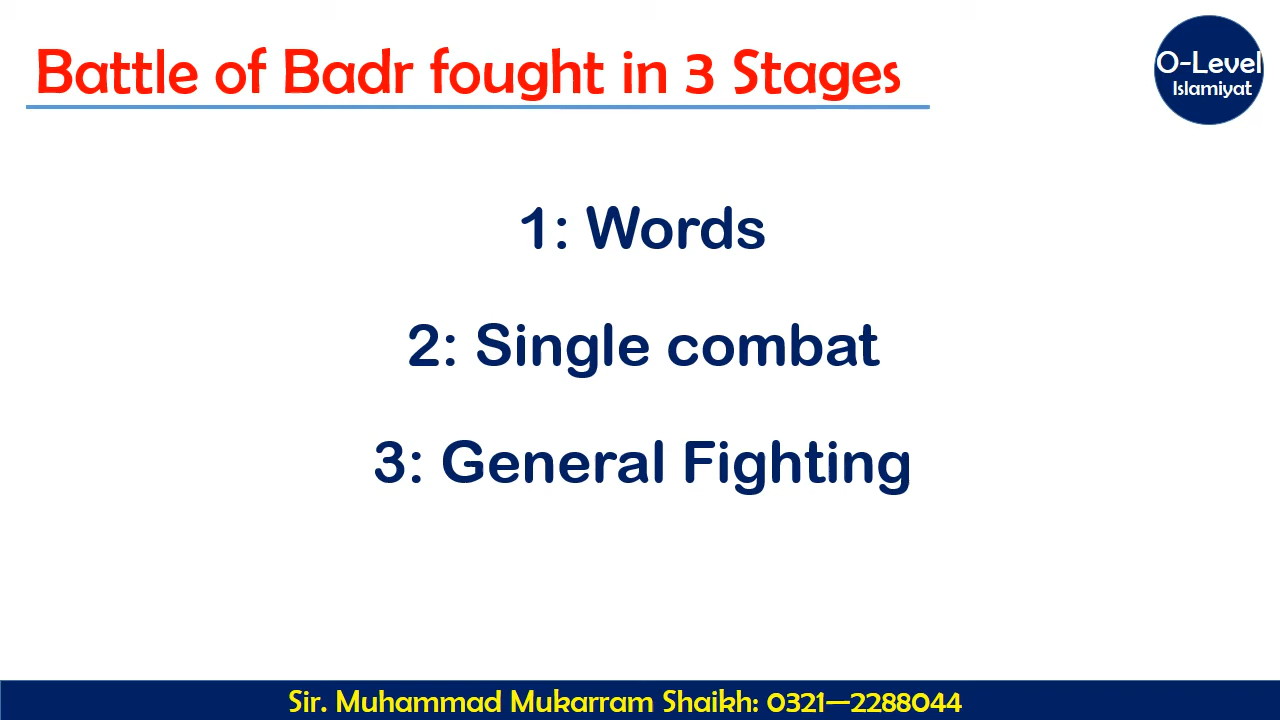 Battle of Badr fought in 3 Stages
O-Level
Islamiyat
1: Words
2: Single combat
3: General Fighting
Sir. Muhammad Mukarram Shaikh: 0321—2288044